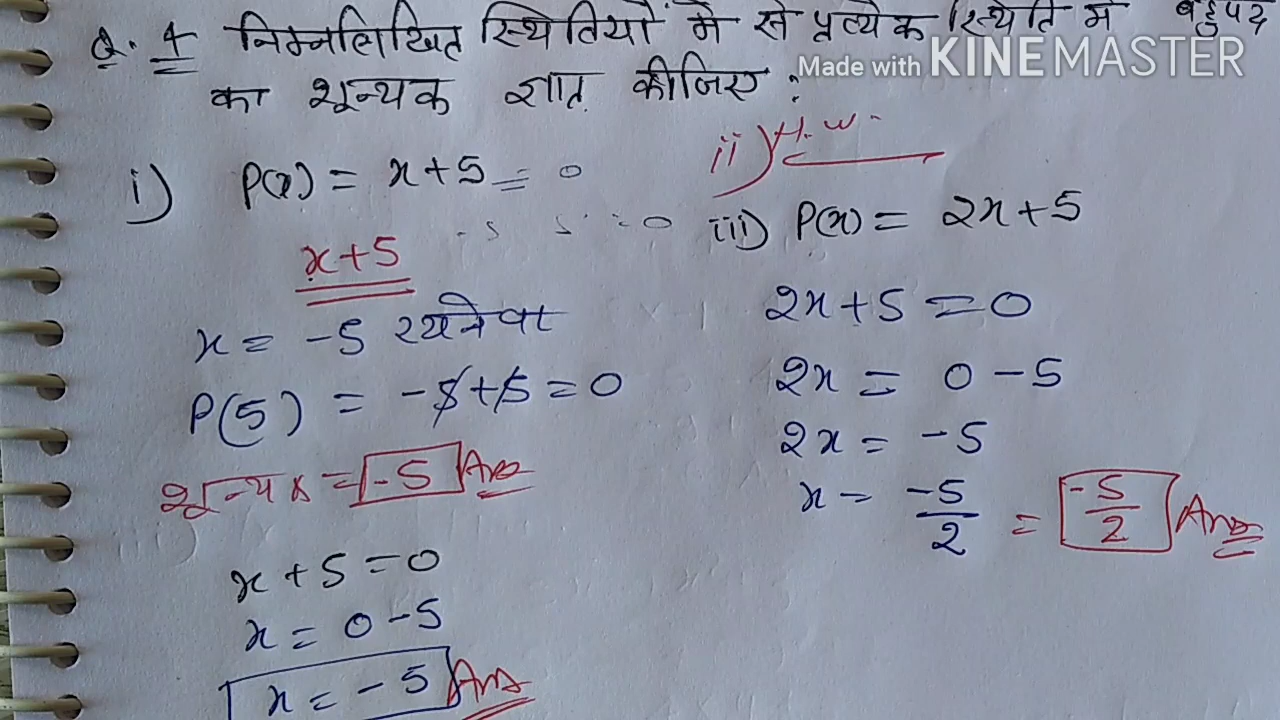 Q. 4 निम्नलिखित स्थितियों में से प्रत्येक स्थिति में बहुपद
का शून्यक ज्ञात कीजिए :
Made with KINEMASTER
i) P(x) = x+5 = 0
x+5
x = -5 रखने पर
P(5) = -5+5 = 0
शून्यक = -5 Ans
x + 5 = 0
x = 0 - 5
x = - 5 Ans
ii) H.W.
iii) P(x) = 2x+5
2x+5 = 0
2x = 0 - 5
2x = -5
x = -5/2 = -5/2 Ans